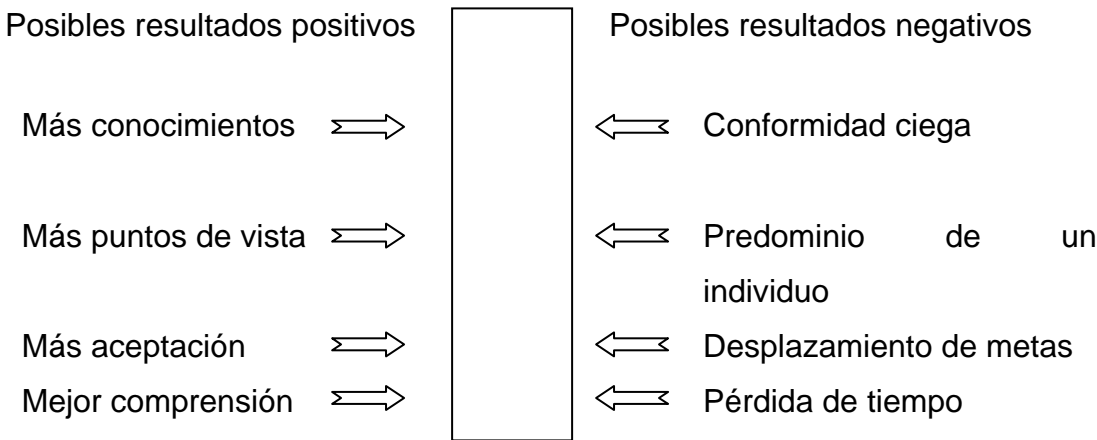 Posibles resultados positivos
Posibles resultados negativos
Más conocimientos
Conformidad ciega
Más puntos de vista
Predominio de un
individuo
Más aceptación
Desplazamiento de metas
Mejor comprensión
Pérdida de tiempo